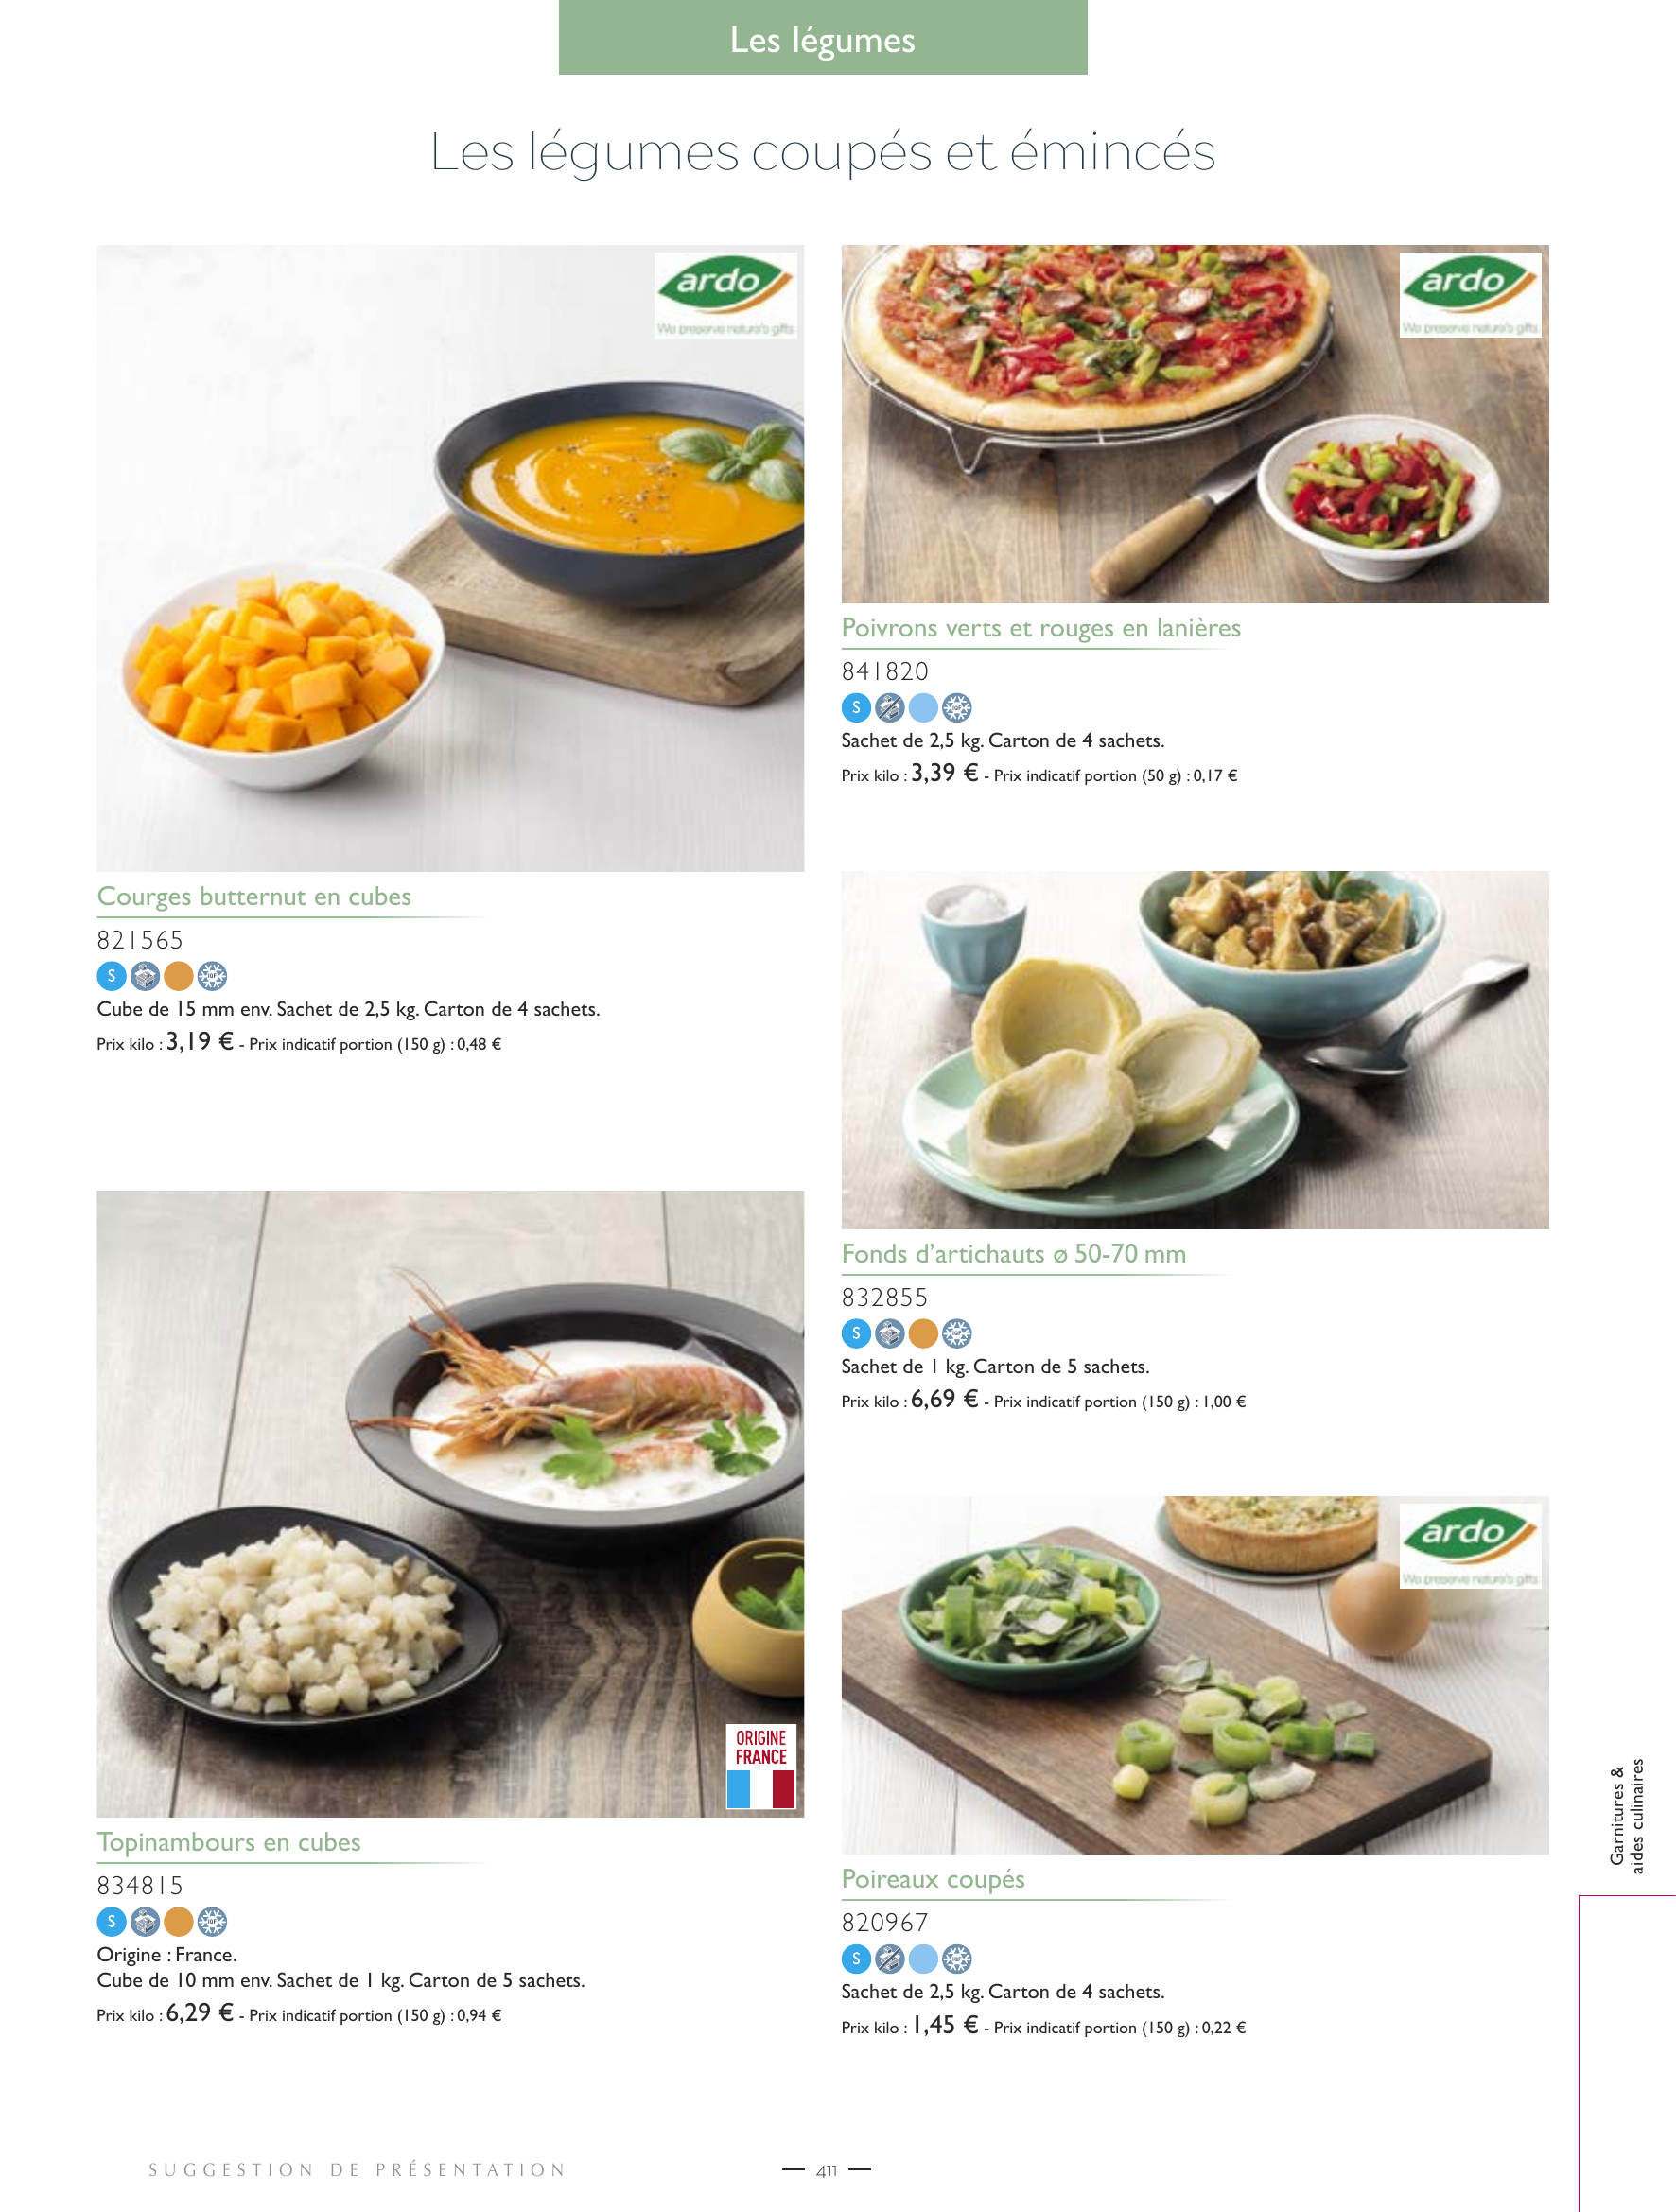 Les légumes
Les légumes coupés et émincés
ardo
We preserve nature's gifts
Courges butternut en cubes
821565
S
Cube de 15 mm env. Sachet de 2,5 kg. Carton de 4 sachets.
Prix kilo : 3,19 € - Prix indicatif portion (150 g) : 0,48 €
ORIGINE
FRANCE
Topinambours en cubes
834815
S
Origine : France.
Cube de 10 mm env. Sachet de 1 kg. Carton de 5 sachets.
Prix kilo : 6,29 € - Prix indicatif portion (150 g) : 0,94 €
ardo
We preserve nature's gifts
Poivrons verts et rouges en lanières
841820
S
Sachet de 2,5 kg. Carton de 4 sachets.
Prix kilo : 3,39 € - Prix indicatif portion (50 g) : 0,17 €
Fonds d'artichauts ø 50-70 mm
832855
S
Sachet de 1 kg. Carton de 5 sachets.
Prix kilo : 6,69 € - Prix indicatif portion (150 g) : 1,00 €
ardo
We preserve nature's gifts
Poireaux coupés
820967
S
Sachet de 2,5 kg. Carton de 4 sachets.
Prix kilo : 1,45 € - Prix indicatif portion (150 g) : 0,22 €
Garnitures &
aides culinaires
SUGGESTION DE PRÉSENTATION
— 411 —